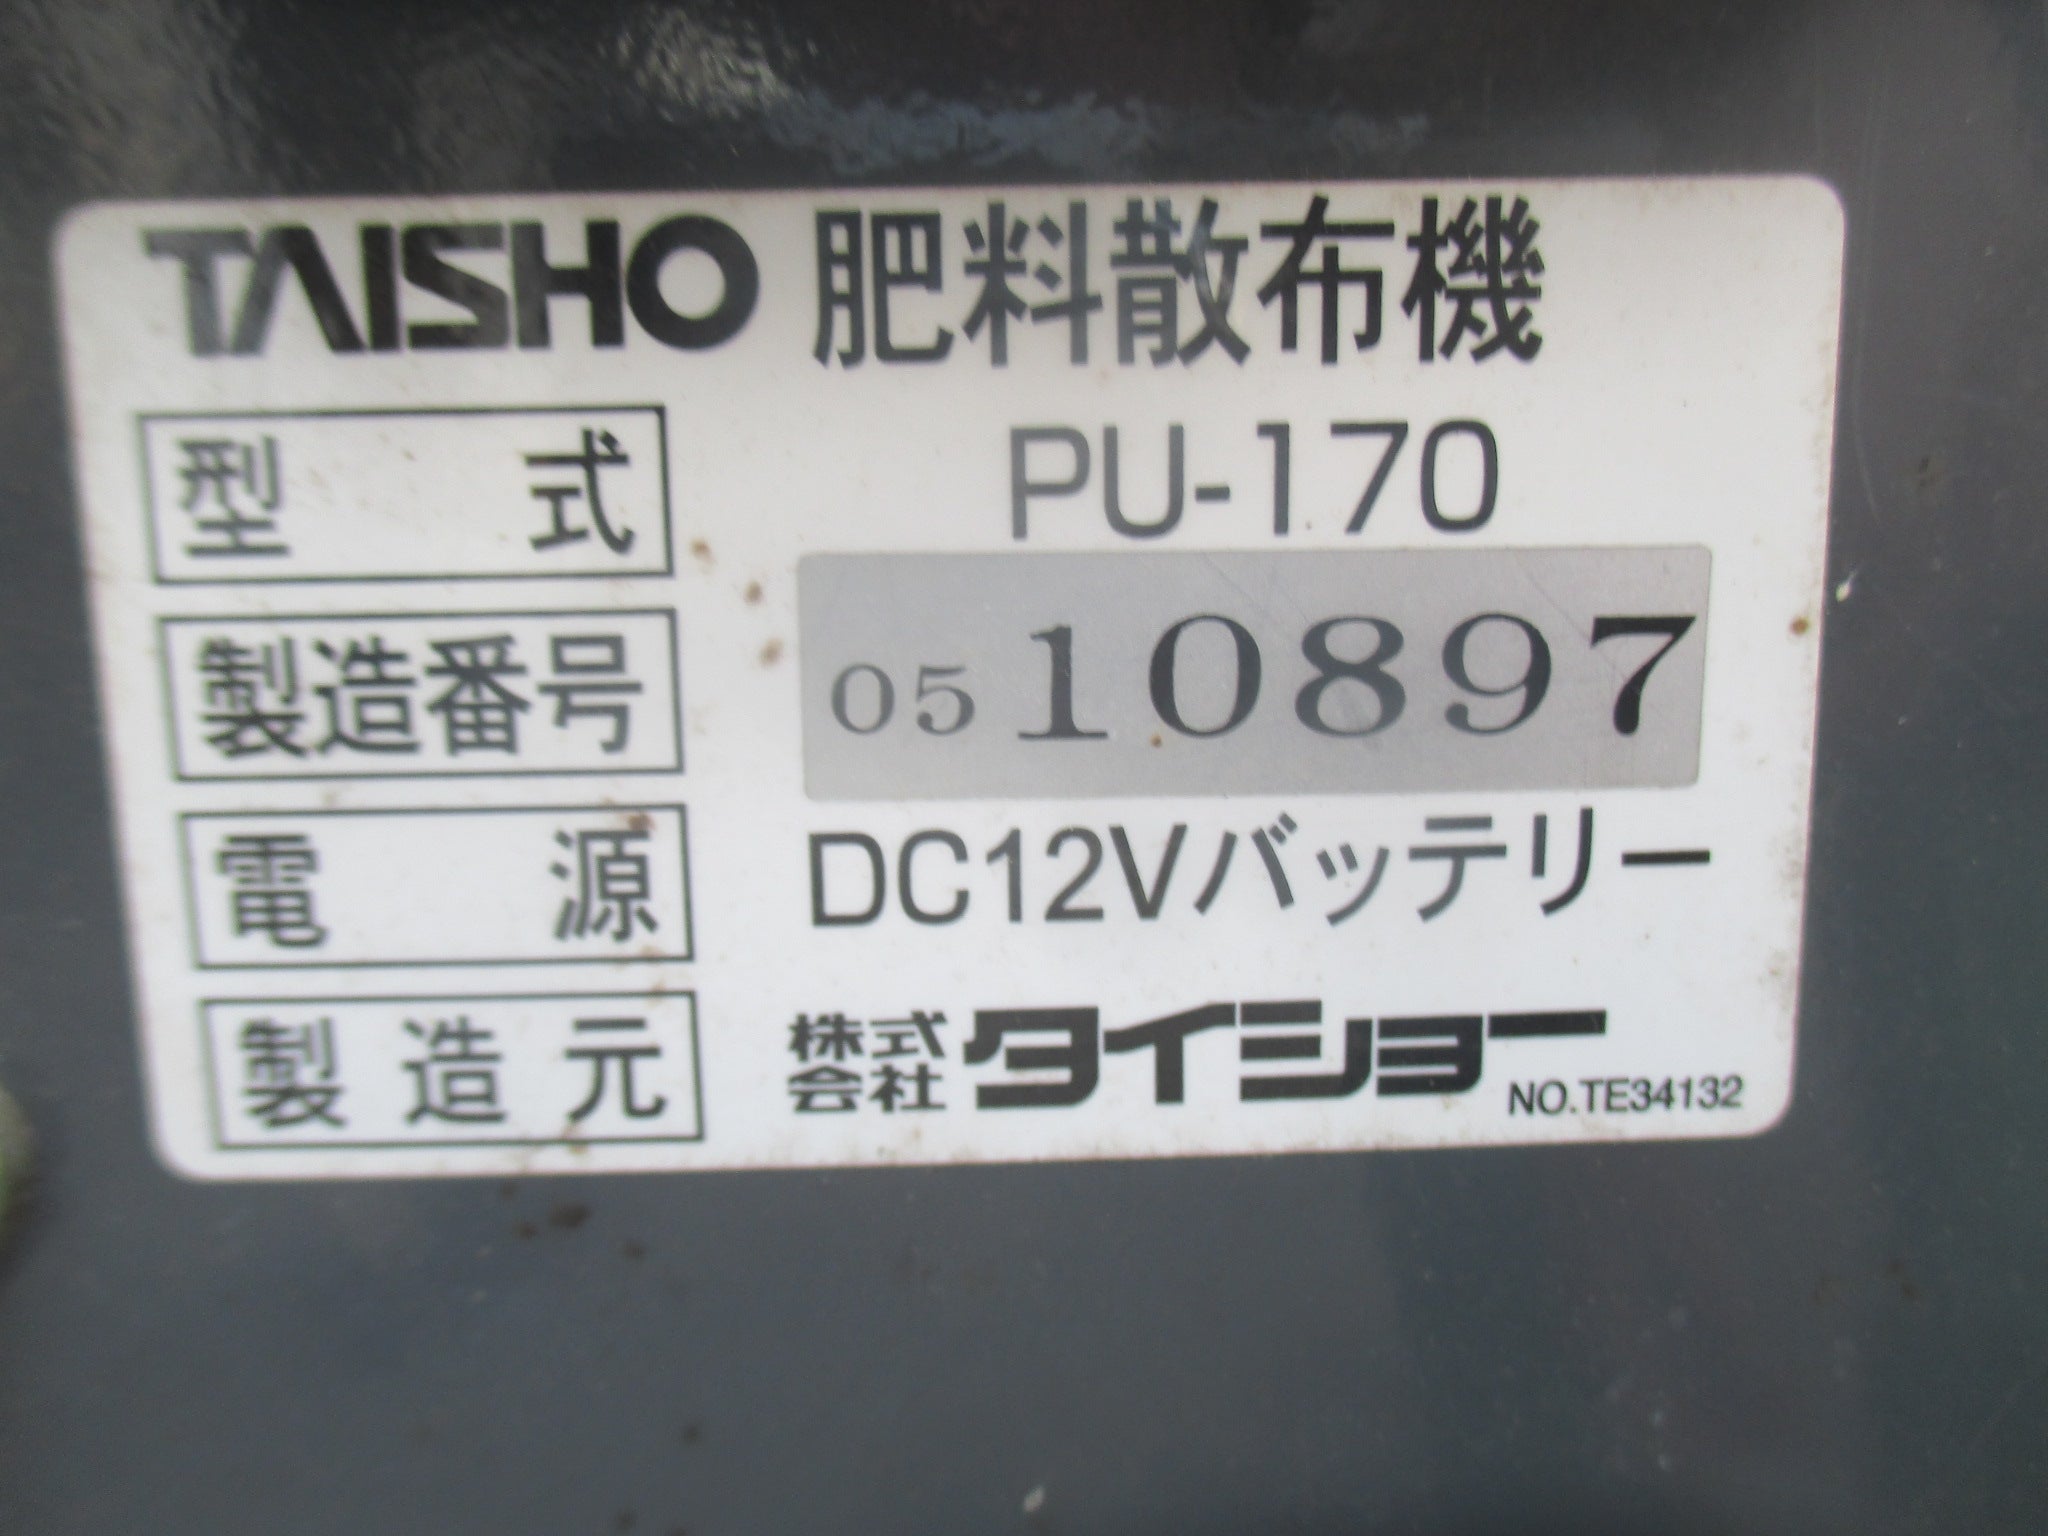 TAISHO 肥料散布機
型式 PU-170
製造番号 0510897
電源 DC12Vバッテリー
製造元 株式会社タイショー NO.TE34132